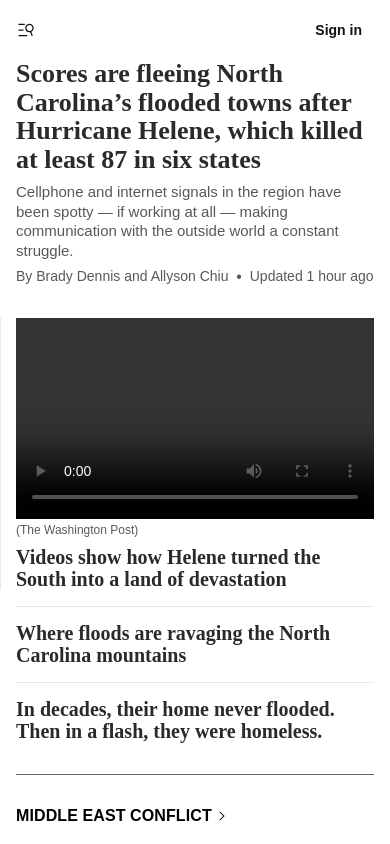 Sign in
Scores are fleeing North
Carolina’s flooded towns after
Hurricane Helene, which killed
at least 87 in six states
Cellphone and internet signals in the region have
been spotty — if working at all — making
communication with the outside world a constant
struggle.
By Brady Dennis and Allyson Chiu • Updated 1 hour ago
0:00
(The Washington Post)
Videos show how Helene turned the
South into a land of devastation
Where floods are ravaging the North
Carolina mountains
In decades, their home never flooded.
Then in a flash, they were homeless.
MIDDLE EAST CONFLICT